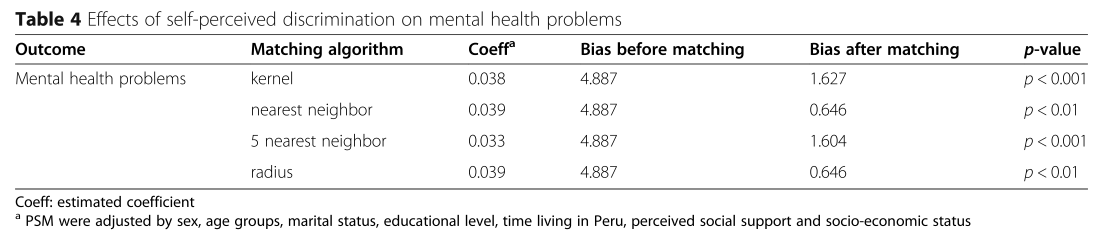 Table 4 Effects of self-perceived discrimination on mental health problems
Outcome Matching algorithm Coeffa Bias before matching Bias after matching p-value
Mental health problems kernel 0.038 4.887 1.627 p < 0.001
nearest neighbor 0.039 4.887 0.646 p < 0.01
5 nearest neighbor 0.033 4.887 1.604 p < 0.001
radius 0.039 4.887 0.646 p < 0.01
Coeff: estimated coefficient
a PSM were adjusted by sex, age groups, marital status, educational level, time living in Peru, perceived social support and socio-economic status